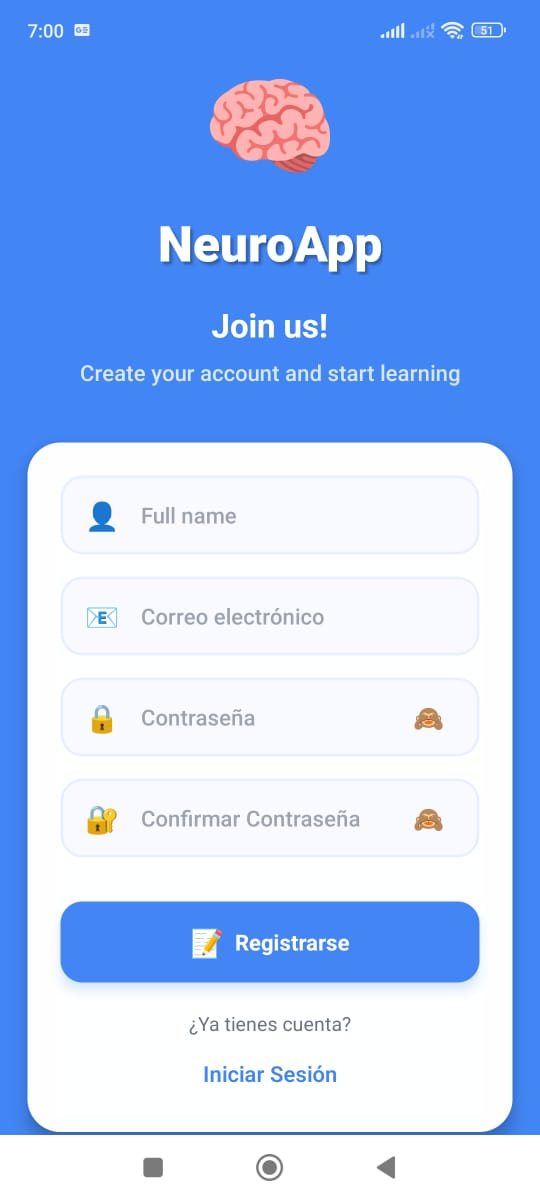 7:00 GE 51
NeuroApp
Join us!
Create your account and start learning
Full name
E Correo electrónico
Contraseña
Confirmar Contraseña
Registrarse
¿Ya tienes cuenta?
Iniciar Sesión